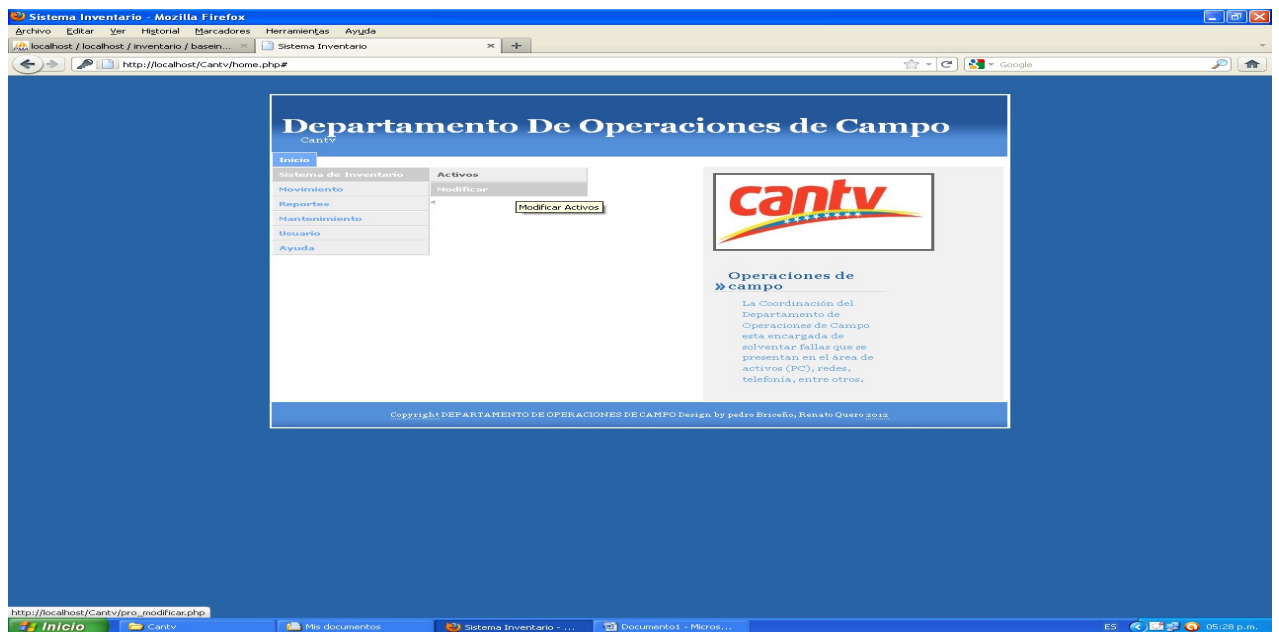 Sistema Inventario - Mozilla Firefox
Archivo Editar Ver Historial Marcadores Herramientas Ayuda
localhost / localhost / inventario / basein...
Sistema Inventario
http://localhost/Cantv/home.php#
Google
Departamento De Operaciones de Campo
Cantv
Inicio
Sistema de Inventario
Movimiento
Reportes
Mantenimiento
Usuario
Ayuda
Activos
Modificar
<
Modificar Activos
cantv
Operaciones de
» campo
La Coordinación del
Departamento de
Operaciones de Campo
esta encargada de
solventar fallas que se
presentan en el área de
activos (PC), redes,
telefonía, entre otros.
Copyright DEPARTAMENTO DE OPERACIONES DE CAMPO Design by pedro Briceño, Renato Quero 2012
http://localhost/Cantv/pro_modificar.php
Inicio
Cantv
Mis documentos
Sistema Inventario - ...
Documento1 - Micros...
ES
05:28 p.m.